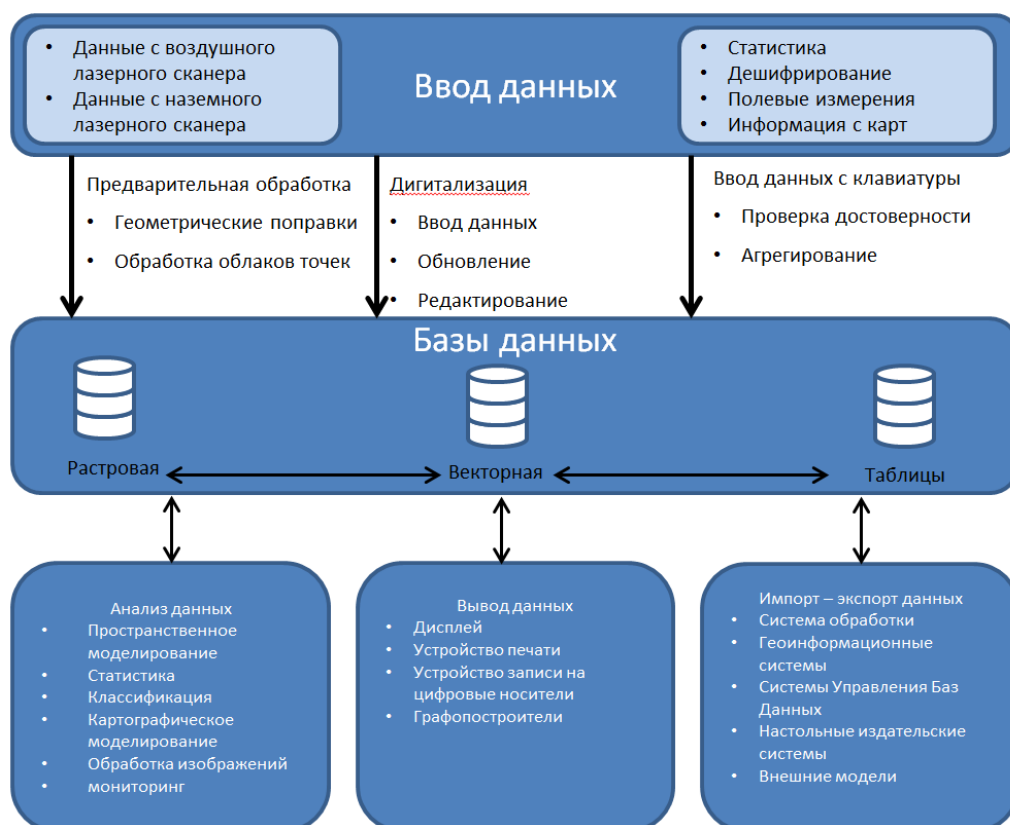 • Данные с воздушного
лазерного сканера
• Данные с наземного
лазерного сканера
Ввод данных
• Статистика
• Дешифрирование
• Полевые измерения
• Информация с карт
Предварительная обработка
• Геометрические поправки
• Обработка облаков точек
Дигитализация
• Ввод данных
• Обновление
• Редактирование
Ввод данных с клавиатуры
• Проверка достоверности
• Агрегирование
Базы данных
Растровая
Векторная
Таблицы
Анализ данных
• Пространственное
моделирование
• Статистика
• Классификация
• Картографическое
моделирование
• Обработка изображений
• мониторинг
Вывод данных
• Дисплей
• Устройство печати
• Устройство записи на
цифровые носители
• Графопостроители
Импорт – экспорт данных
• Система обработки
• Геоинформационные
системы
• Системы Управления Баз
Данных
• Настольные издательские
системы
• Внешние модели